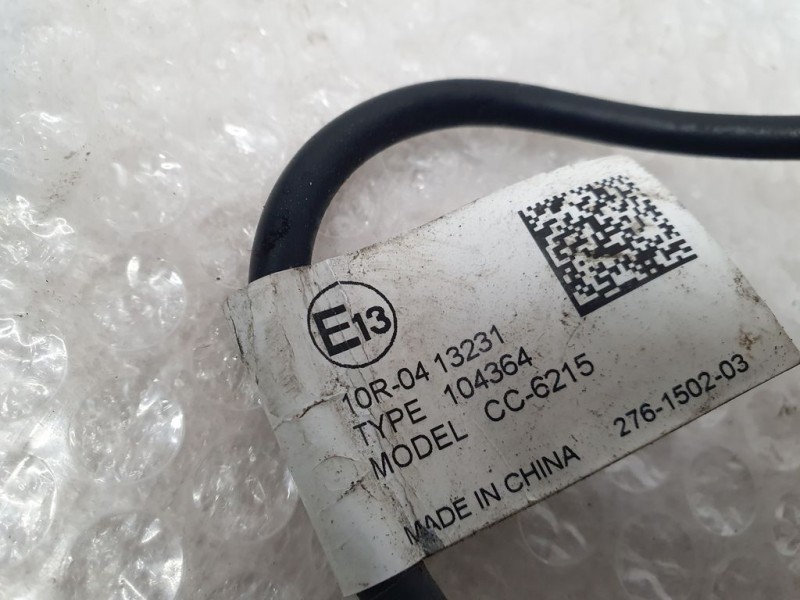 E13
10R-04 13231
TYPE 104364
MODEL CC-6215
276-1502-03
MADE IN CHINA